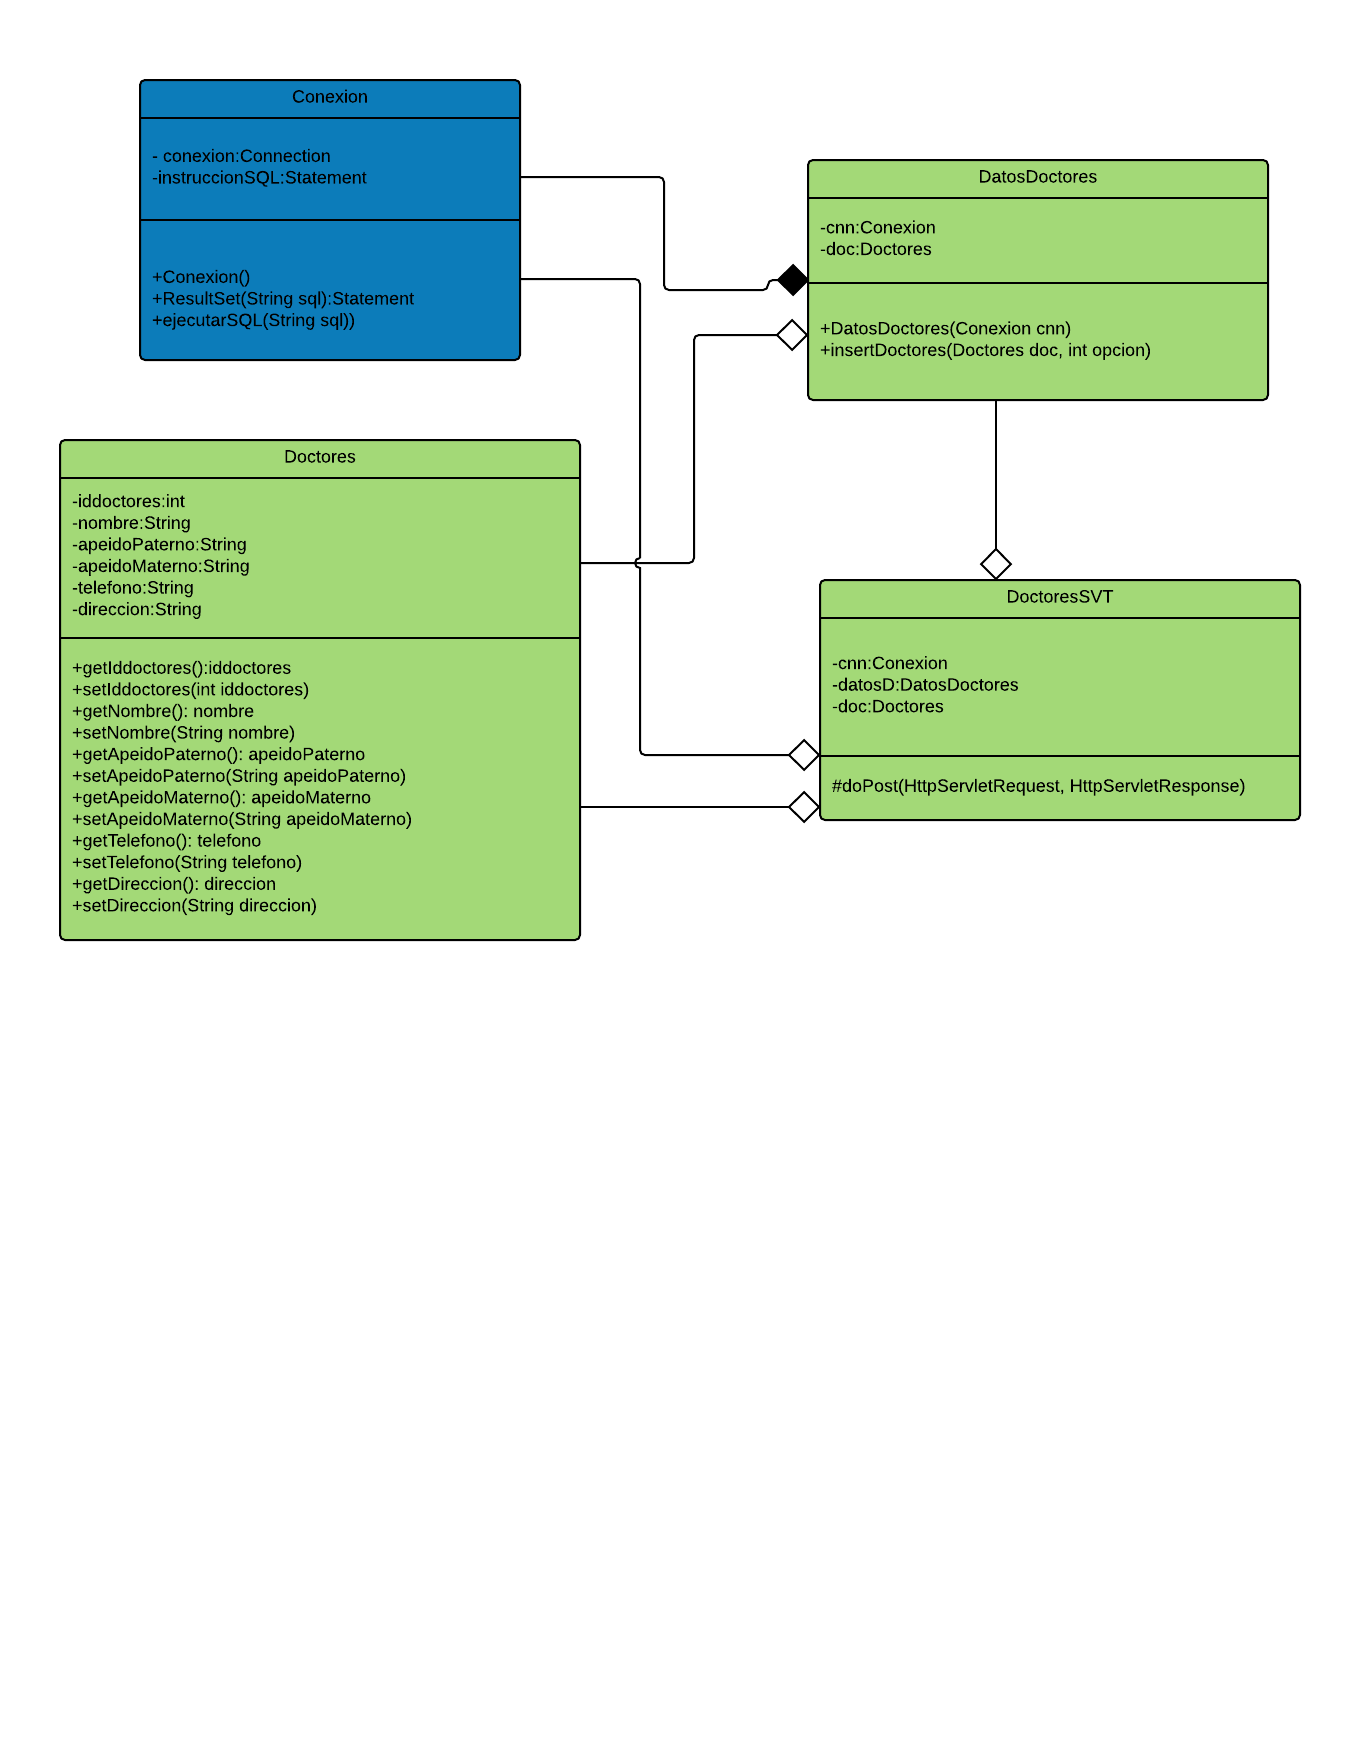 Conexion
- conexion:Connection
-instruccionSQL:Statement
+Conexion()
+ResultSet(String sql):Statement
+ejecutarSQL(String sql))
DatosDoctores
-cnn:Conexion
-doc:Doctores
+DatosDoctores(Conexion cnn)
+insertDoctores(Doctores doc, int opcion)
Doctores
-iddoctores:int
-nombre:String
-apeidoPaterno:String
-apeidoMaterno:String
-telefono:String
-direccion:String
+getIddoctores():iddoctores
+setIddoctores(int iddoctores)
+getNombre(): nombre
+setNombre(String nombre)
+getApeidoPaterno(): apeidoPaterno
+setApeidoPaterno(String apeidoPaterno)
+getApeidoMaterno(): apeidoMaterno
+setApeidoMaterno(String apeidoMaterno)
+getTelefono(): telefono
+setTelefono(String telefono)
+getDireccion(): direccion
+setDireccion(String direccion)
DoctoresSVT
-cnn:Conexion
-datosD:DatosDoctores
-doc:Doctores
#doPost(HttpServletRequest, HttpServletResponse)